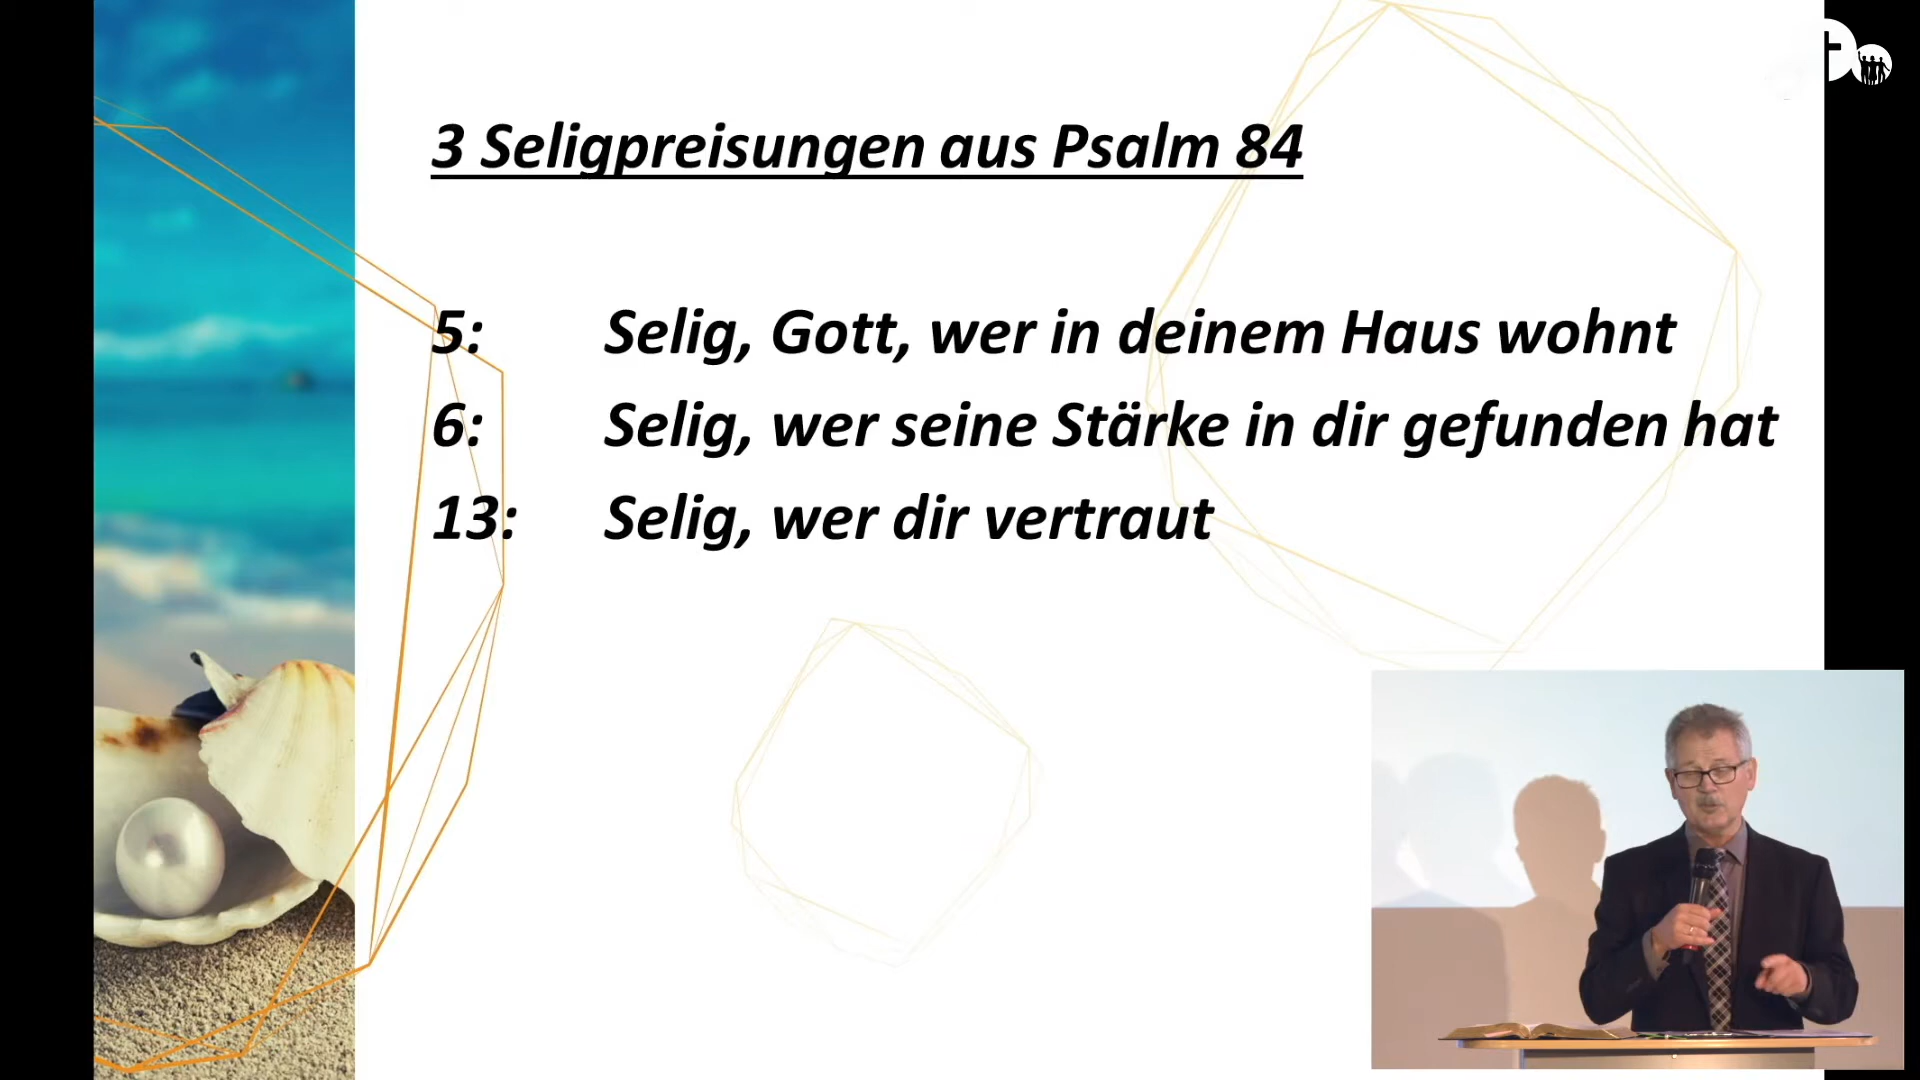 3 Seligpreisungen aus Psalm 84
5: Selig, Gott, wer in deinem Haus wohnt
6: Selig, wer seine Stärke in dir gefunden hat
13: Selig, wer dir vertraut